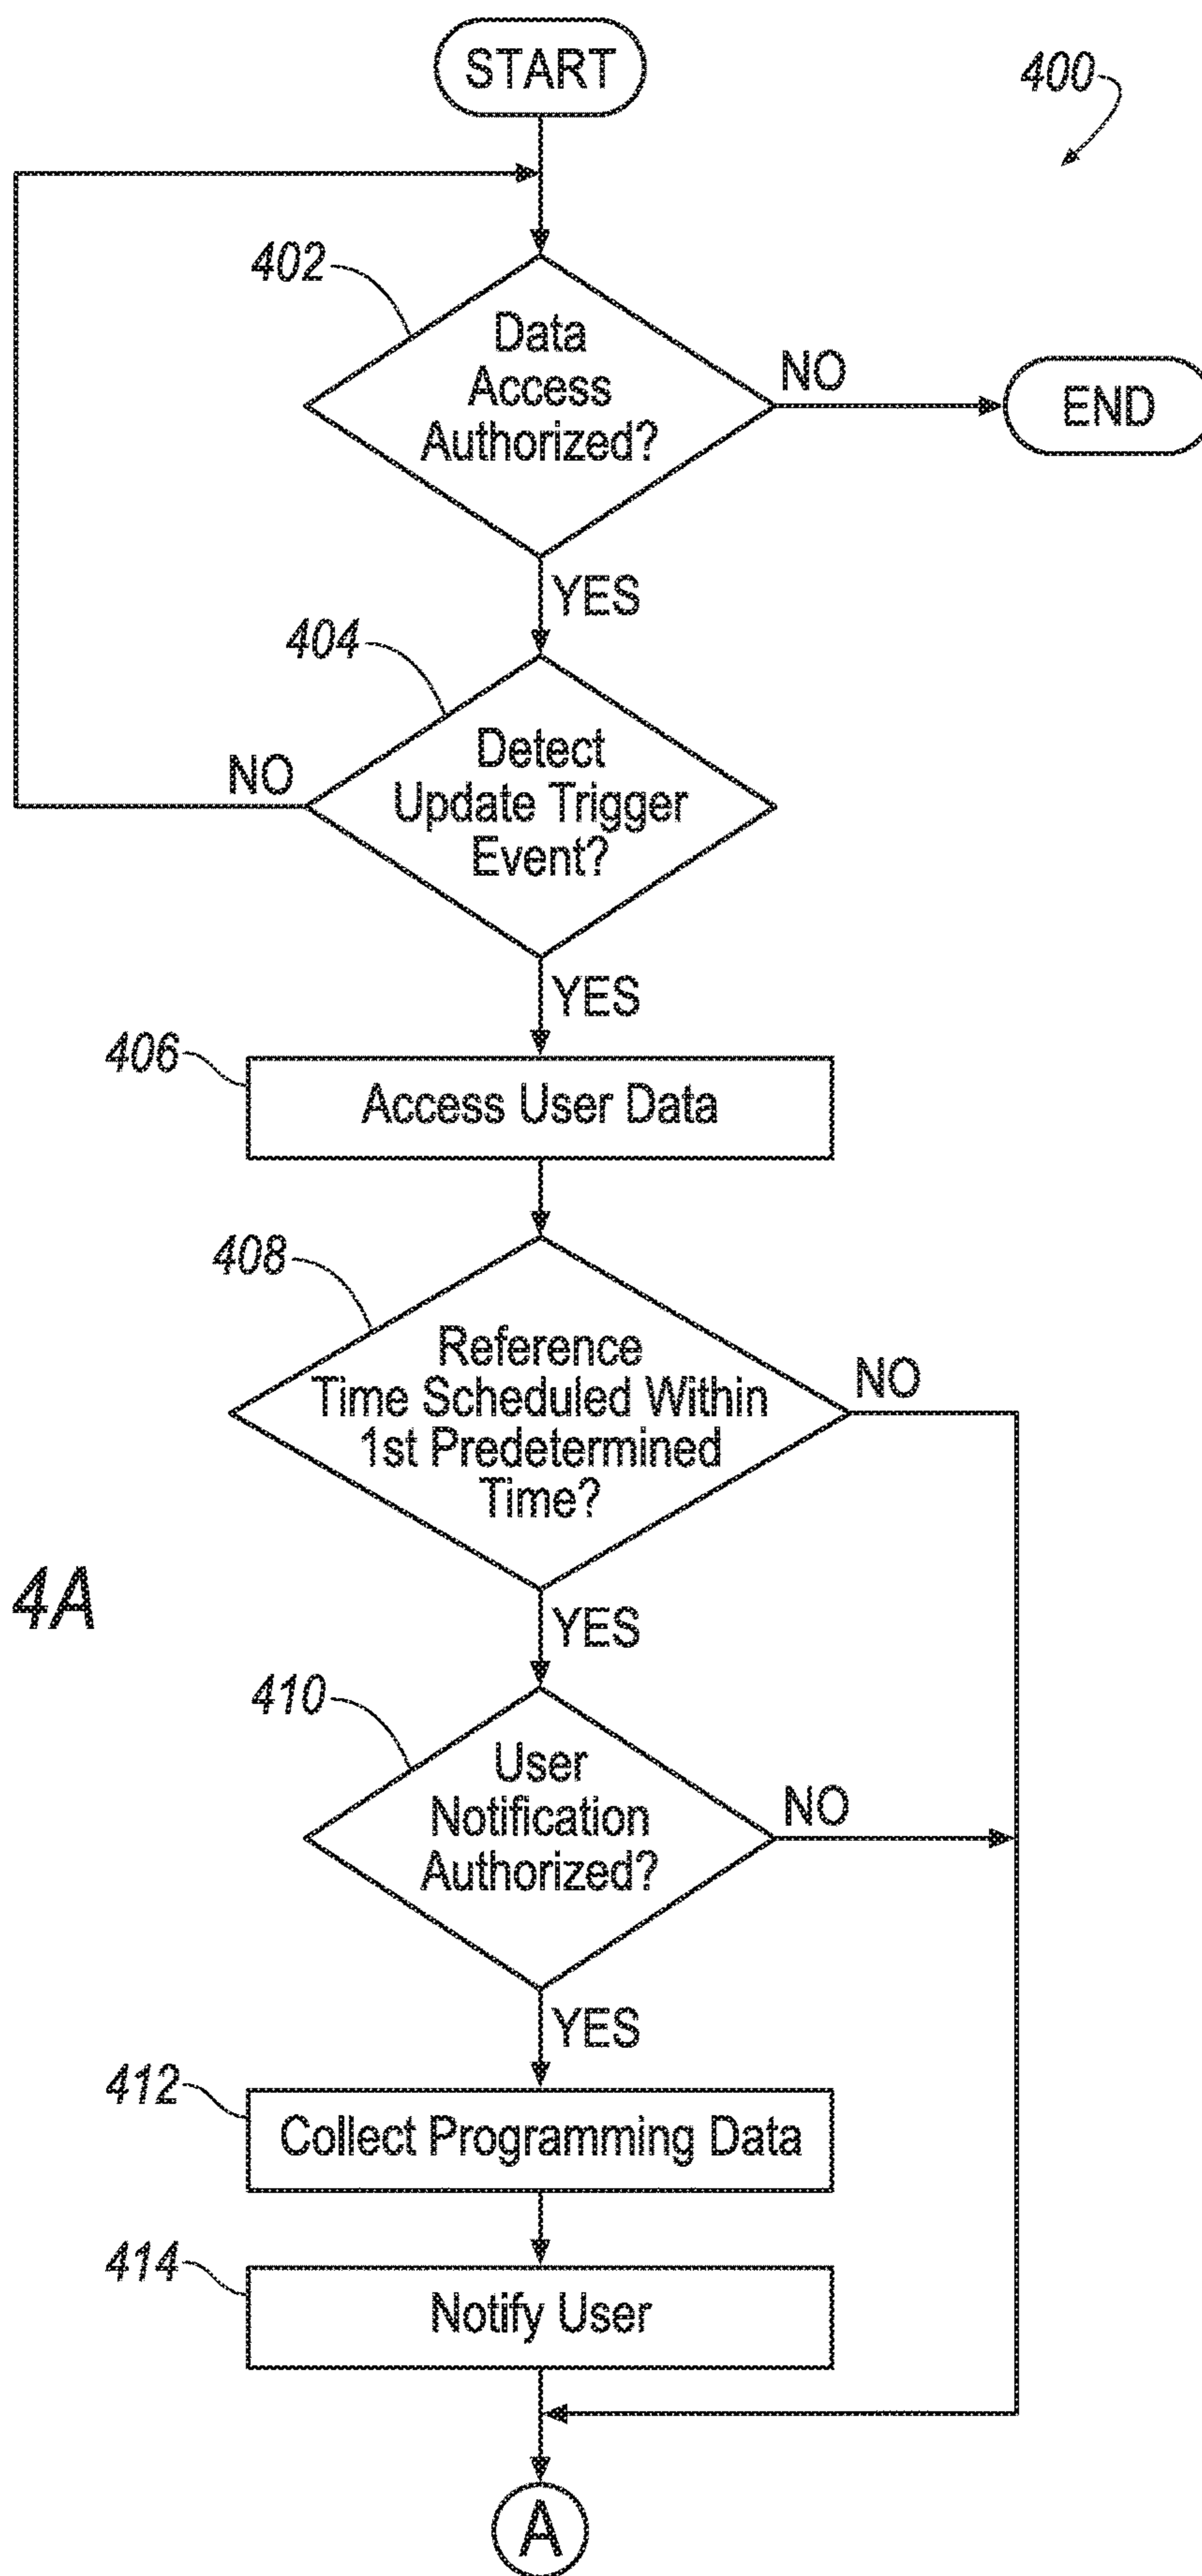 START
400
402
Data
Access
Authorized?
NO
END
YES
404
Detect
Update Trigger
Event?
NO
YES
406
Access User Data
408
Reference
Time Scheduled Within
1st Predetermined
Time?
NO
4A
YES
410
User
Notification
Authorized?
NO
YES
412
Collect Programming Data
414
Notify User
A